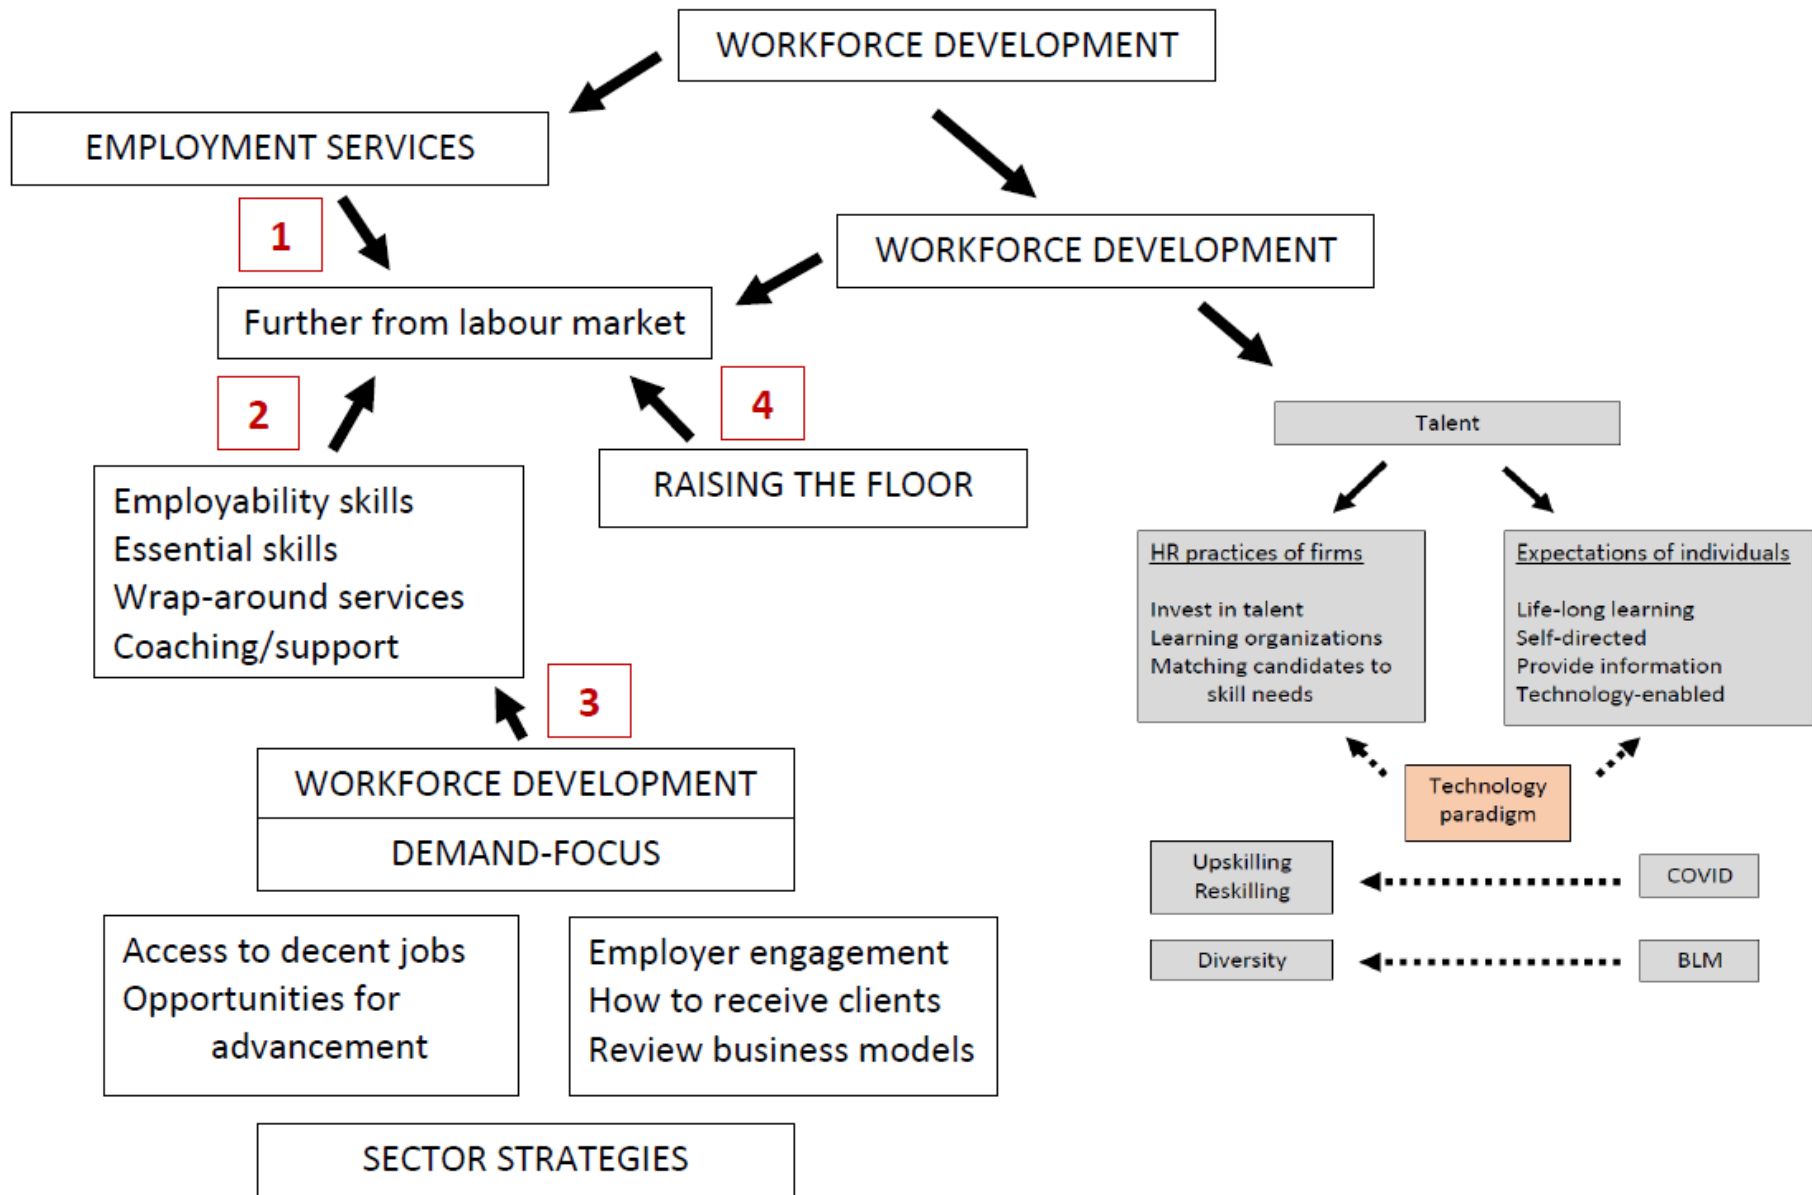 WORKFORCE DEVELOPMENT
EMPLOYMENT SERVICES
1
WORKFORCE DEVELOPMENT
Further from labour market
2
4
Talent
RAISING THE FLOOR
Employability skills
Essential skills
Wrap-around services
Coaching/support
HR practices of firms
Invest in talent
Learning organizations
Matching candidates to
skill needs
Expectations of individuals
Life-long learning
Self-directed
Provide information
Technology-enabled
3
WORKFORCE DEVELOPMENT
DEMAND-FOCUS
Technology
paradigm
Upskilling
Reskilling
COVID
Diversity
BLM
Access to decent jobs
Opportunities for
advancement
Employer engagement
How to receive clients
Review business models
SECTOR STRATEGIES